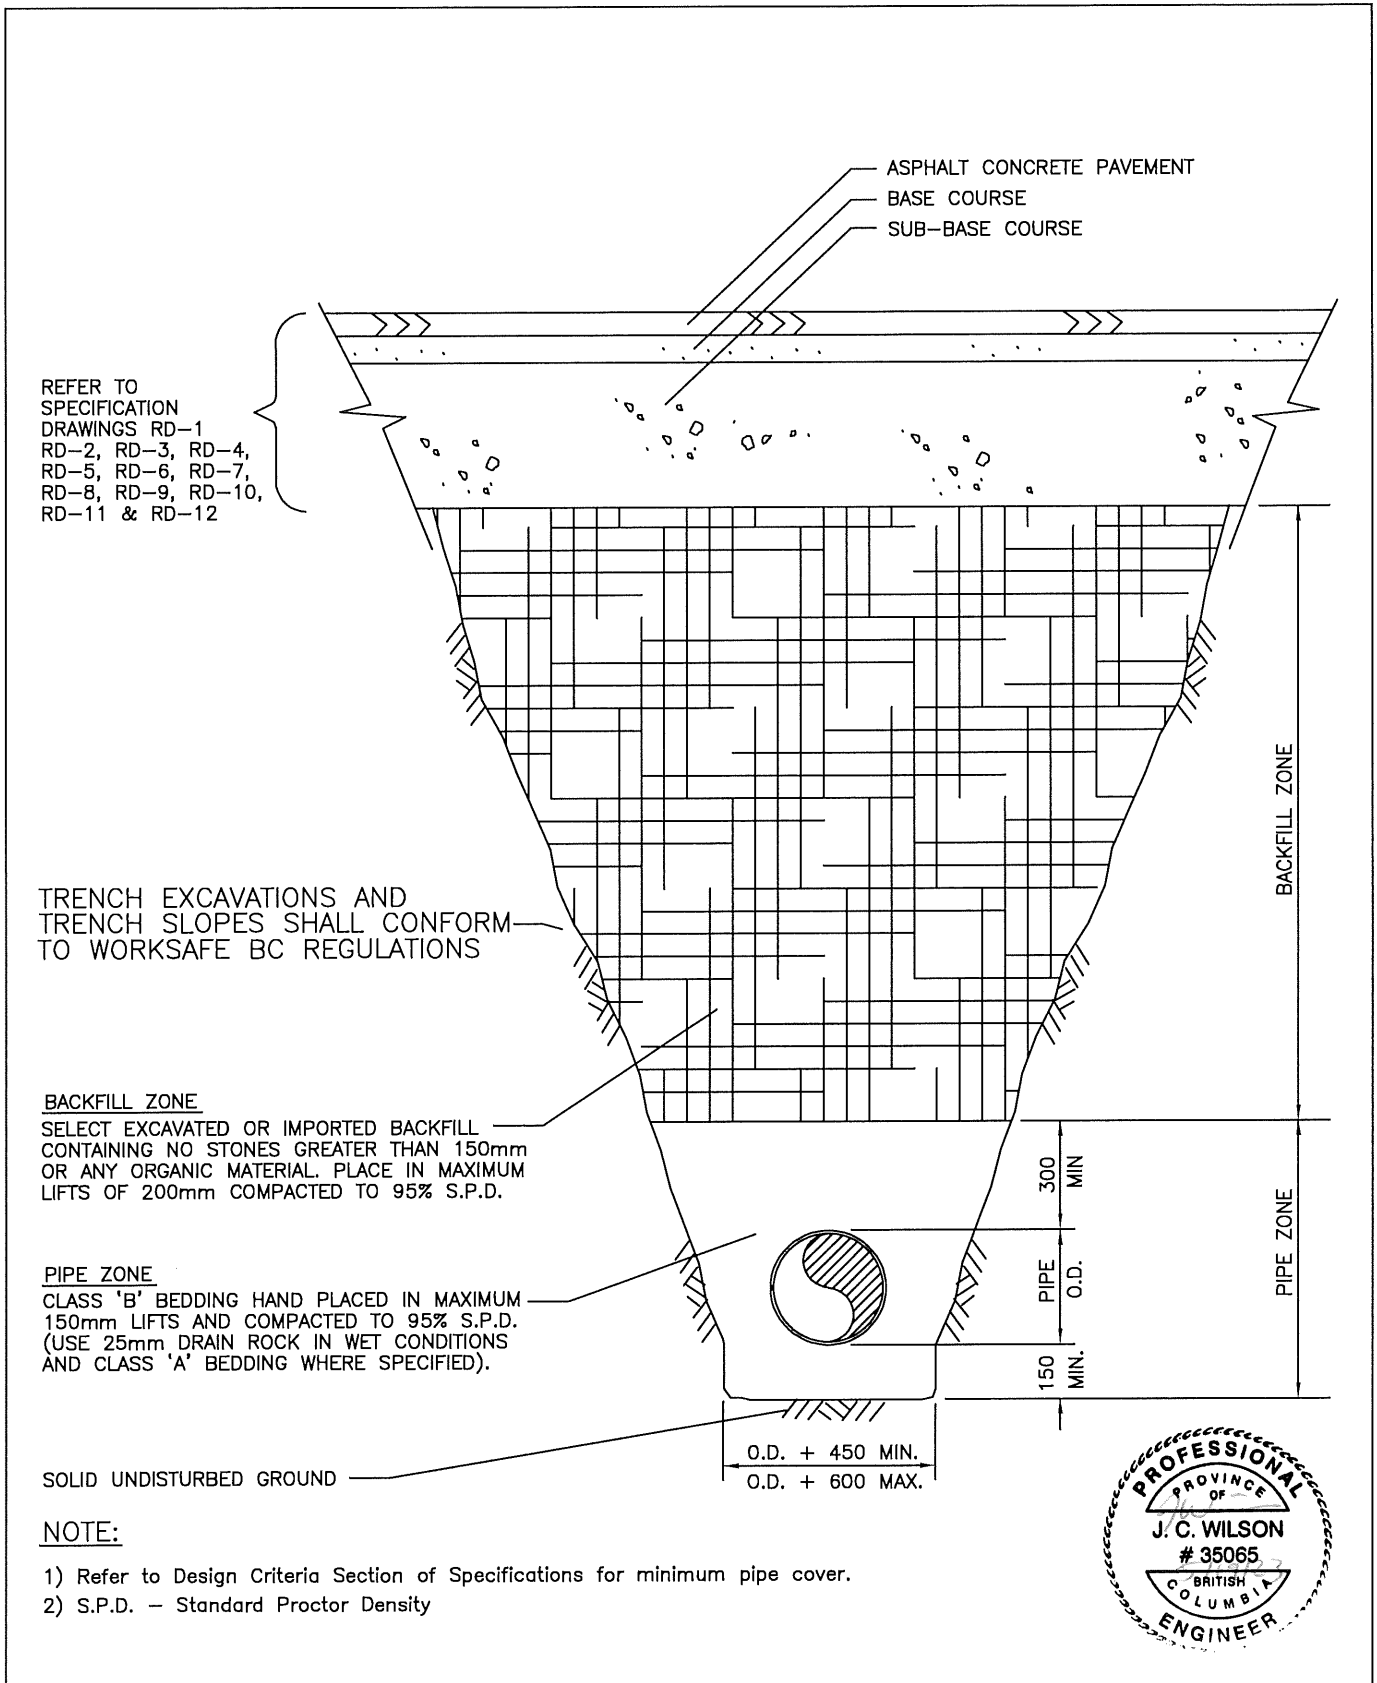 ASPHALT CONCRETE PAVEMENT
BASE COURSE
SUB-BASE COURSE
REFER TO
SPECIFICATION
DRAWINGS RD-1
RD-2, RD-3, RD-4,
RD-5, RD-6, RD-7,
RD-8, RD-9, RD-10,
RD-11 & RD-12
BACKFILL ZONE
TRENCH EXCAVATIONS AND
TRENCH SLOPES SHALL CONFORM
TO WORKSAFE BC REGULATIONS
BACKFILL ZONE
SELECT EXCAVATED OR IMPORTED BACKFILL
CONTAINING NO STONES GREATER THAN 150mm
OR ANY ORGANIC MATERIAL. PLACE IN MAXIMUM
LIFTS OF 200mm COMPACTED TO 95% S.P.D.
300
MIN
PIPE ZONE
PIPE
O.D.
150
MIN.
PIPE ZONE
CLASS 'B' BEDDING HAND PLACED IN MAXIMUM
150mm LIFTS AND COMPACTED TO 95% S.P.D.
(USE 25mm DRAIN ROCK IN WET CONDITIONS
AND CLASS 'A' BEDDING WHERE SPECIFIED).
O.D. + 450 MIN.
O.D. + 600 MAX.
SOLID UNDISTURBED GROUND
NOTE:
1) Refer to Design Criteria Section of Specifications for minimum pipe cover.
2) S.P.D. - Standard Proctor Density
PROFESSIONAL
PROVINCE
OF
J. C. WILSON
# 35065
BRITISH
COLUMBIA
ENGINEER